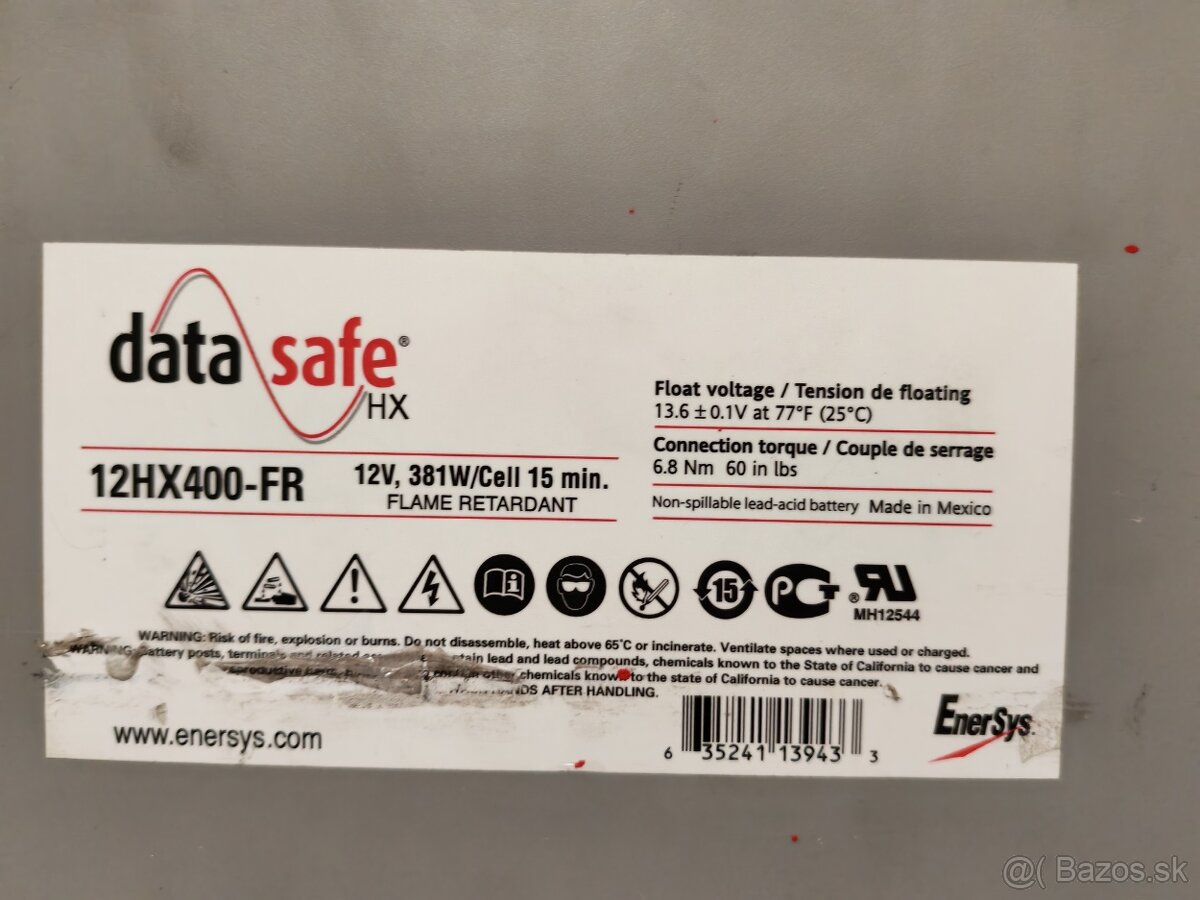 data safe®
HX
12HX400-FR
12V, 381W/Cell 15 min.
FLAME RETARDANT
Float voltage / Tension de floating
13.6 ± 0.1V at 77°F (25°C)
Connection torque / Couple de serrage
6.8 Nm 60 in lbs
Non-spillable lead-acid battery Made in Mexico
15
PCT
® RU
MH12544
WARNING: Risk of fire, explosion or burns. Do not disassemble, heat above 65°C or incinerate. Ventilate spaces where used or charged.
WARNING: Battery posts, terminals and related lead and lead compounds, chemicals known to the State of California to cause cancer and
chemicals known to the state of California to cause cancer.
HANDS AFTER HANDLING.
www.enersys.com
6 35241 13943 3
EnerSys.
@( Bazos.sk